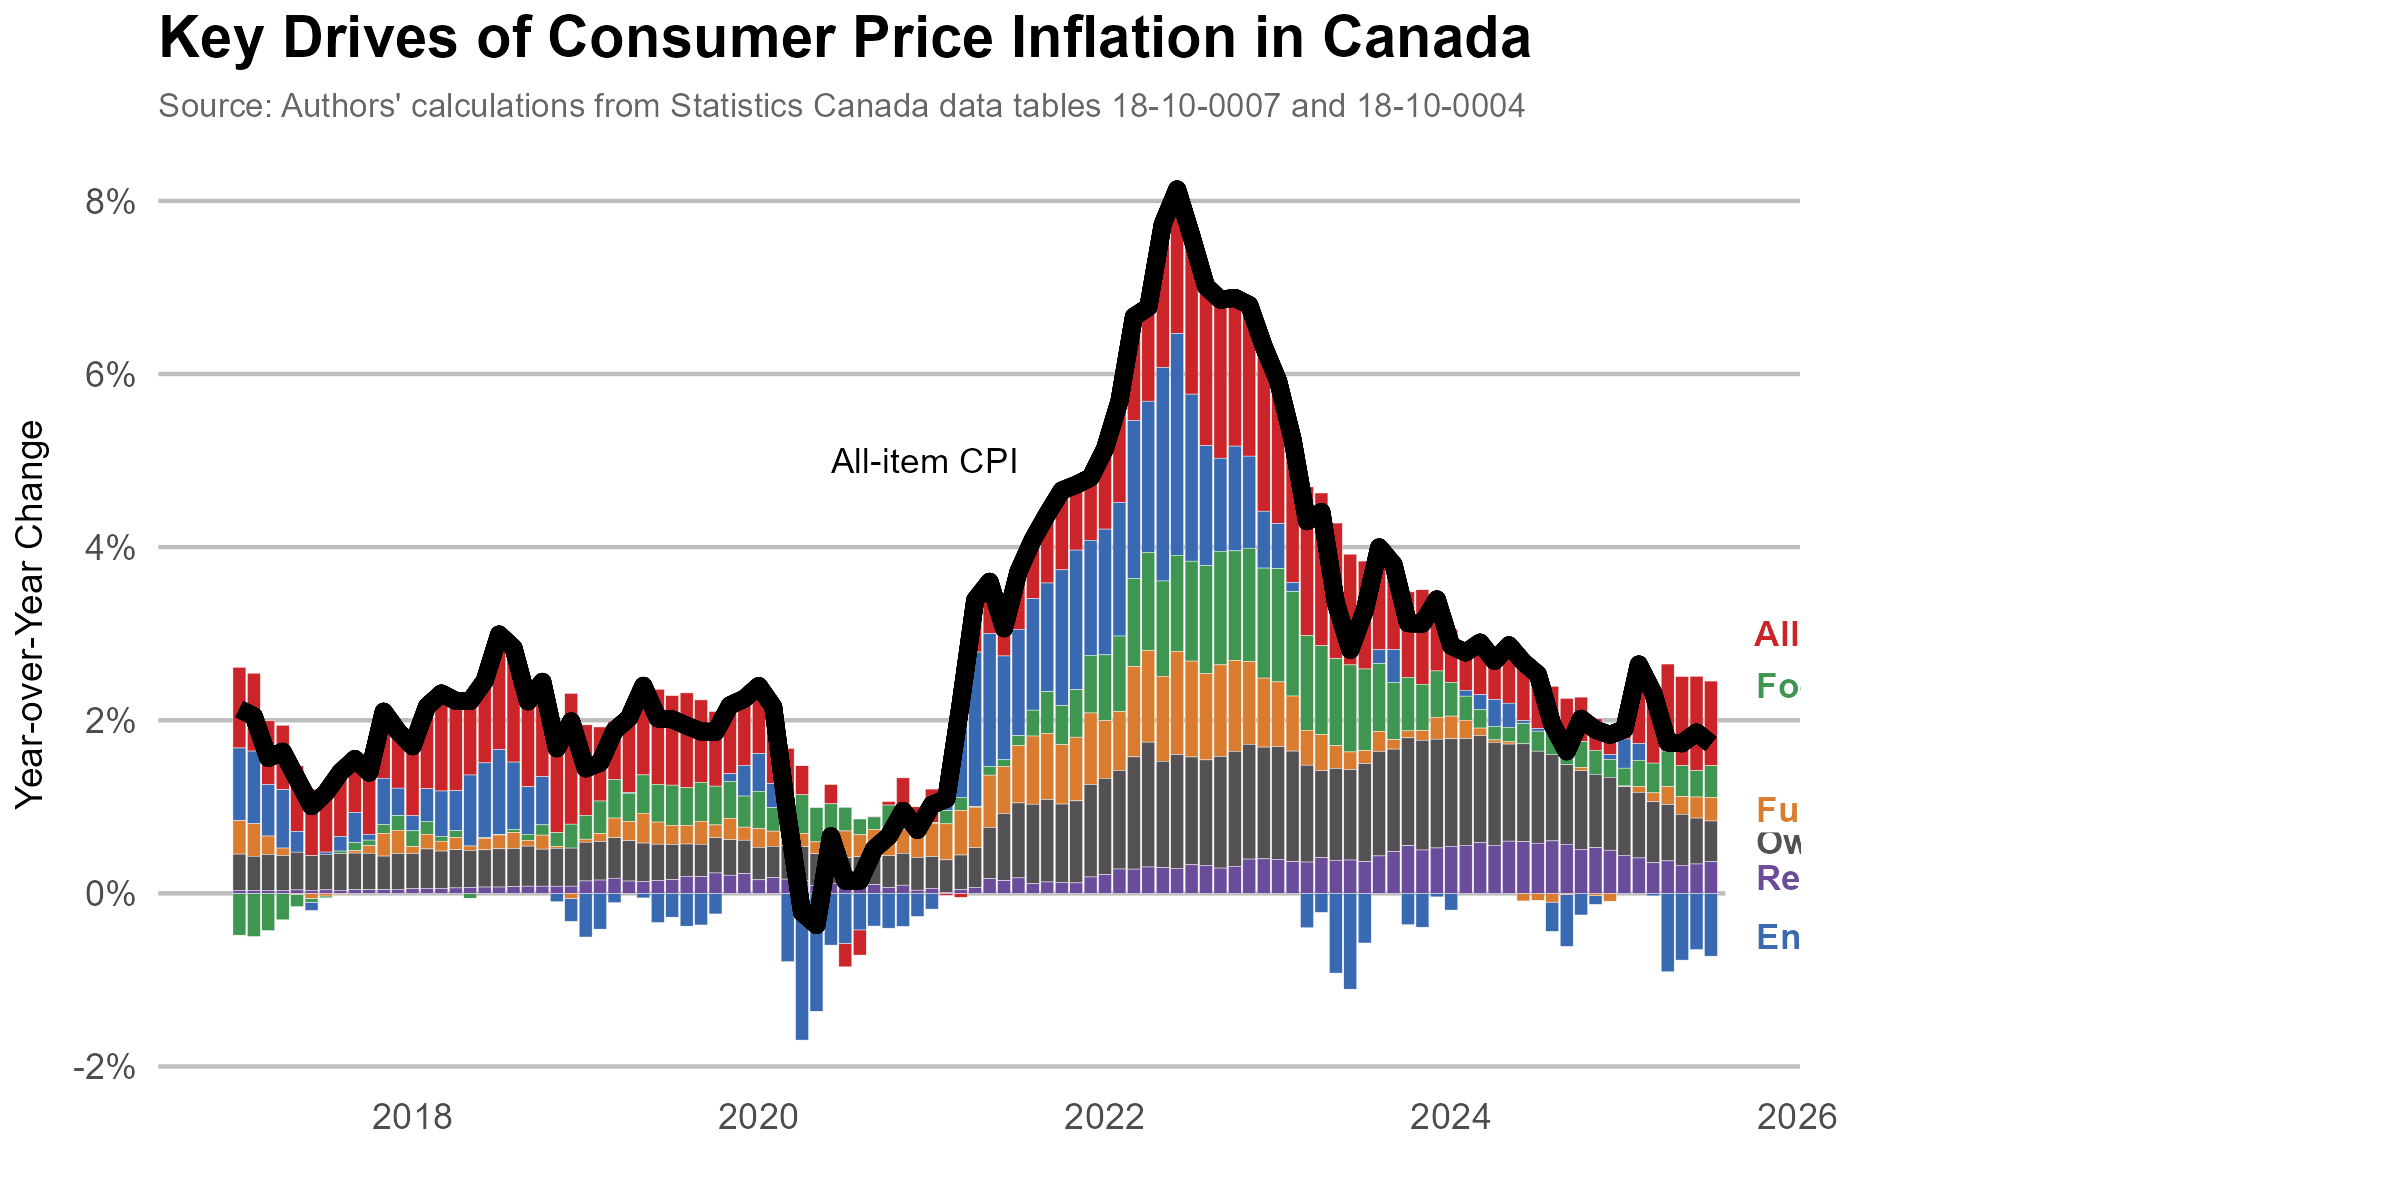 Key Drives of Consumer Price Inflation in Canada
Source: Authors' calculations from Statistics Canada data tables 18-10-0007 and 18-10-0004
Year-over-Year Change
8%
6%
4%
2%
0%
-2%
All-item CPI
All
Fo
Fu
Ow
Re
En
2018
2020
2022
2024
2026